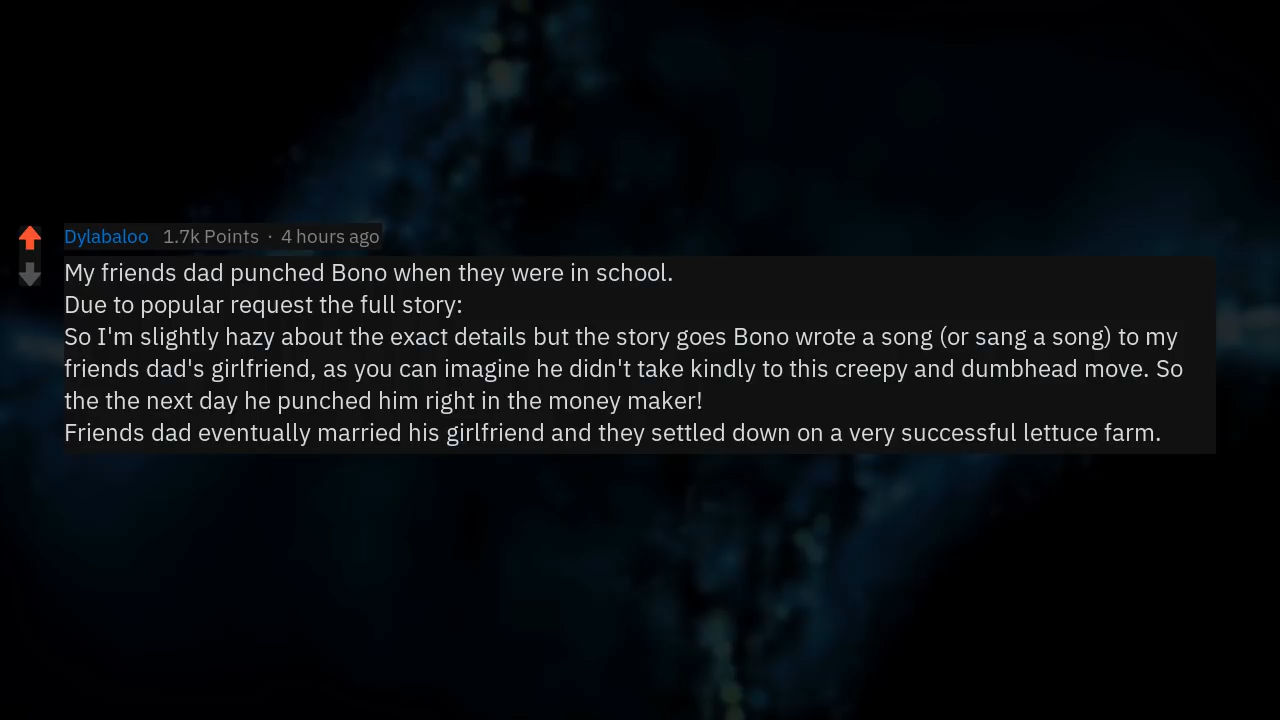 Dylabaloo 1.7k Points · 4 hours ago
My friends dad punched Bono when they were in school.
Due to popular request the full story:
So I'm slightly hazy about the exact details but the story goes Bono wrote a song (or sang a song) to my
friends dad's girlfriend, as you can imagine he didn't take kindly to this creepy and dumbhead move. So
the the next day he punched him right in the money maker!
Friends dad eventually married his girlfriend and they settled down on a very successful lettuce farm.